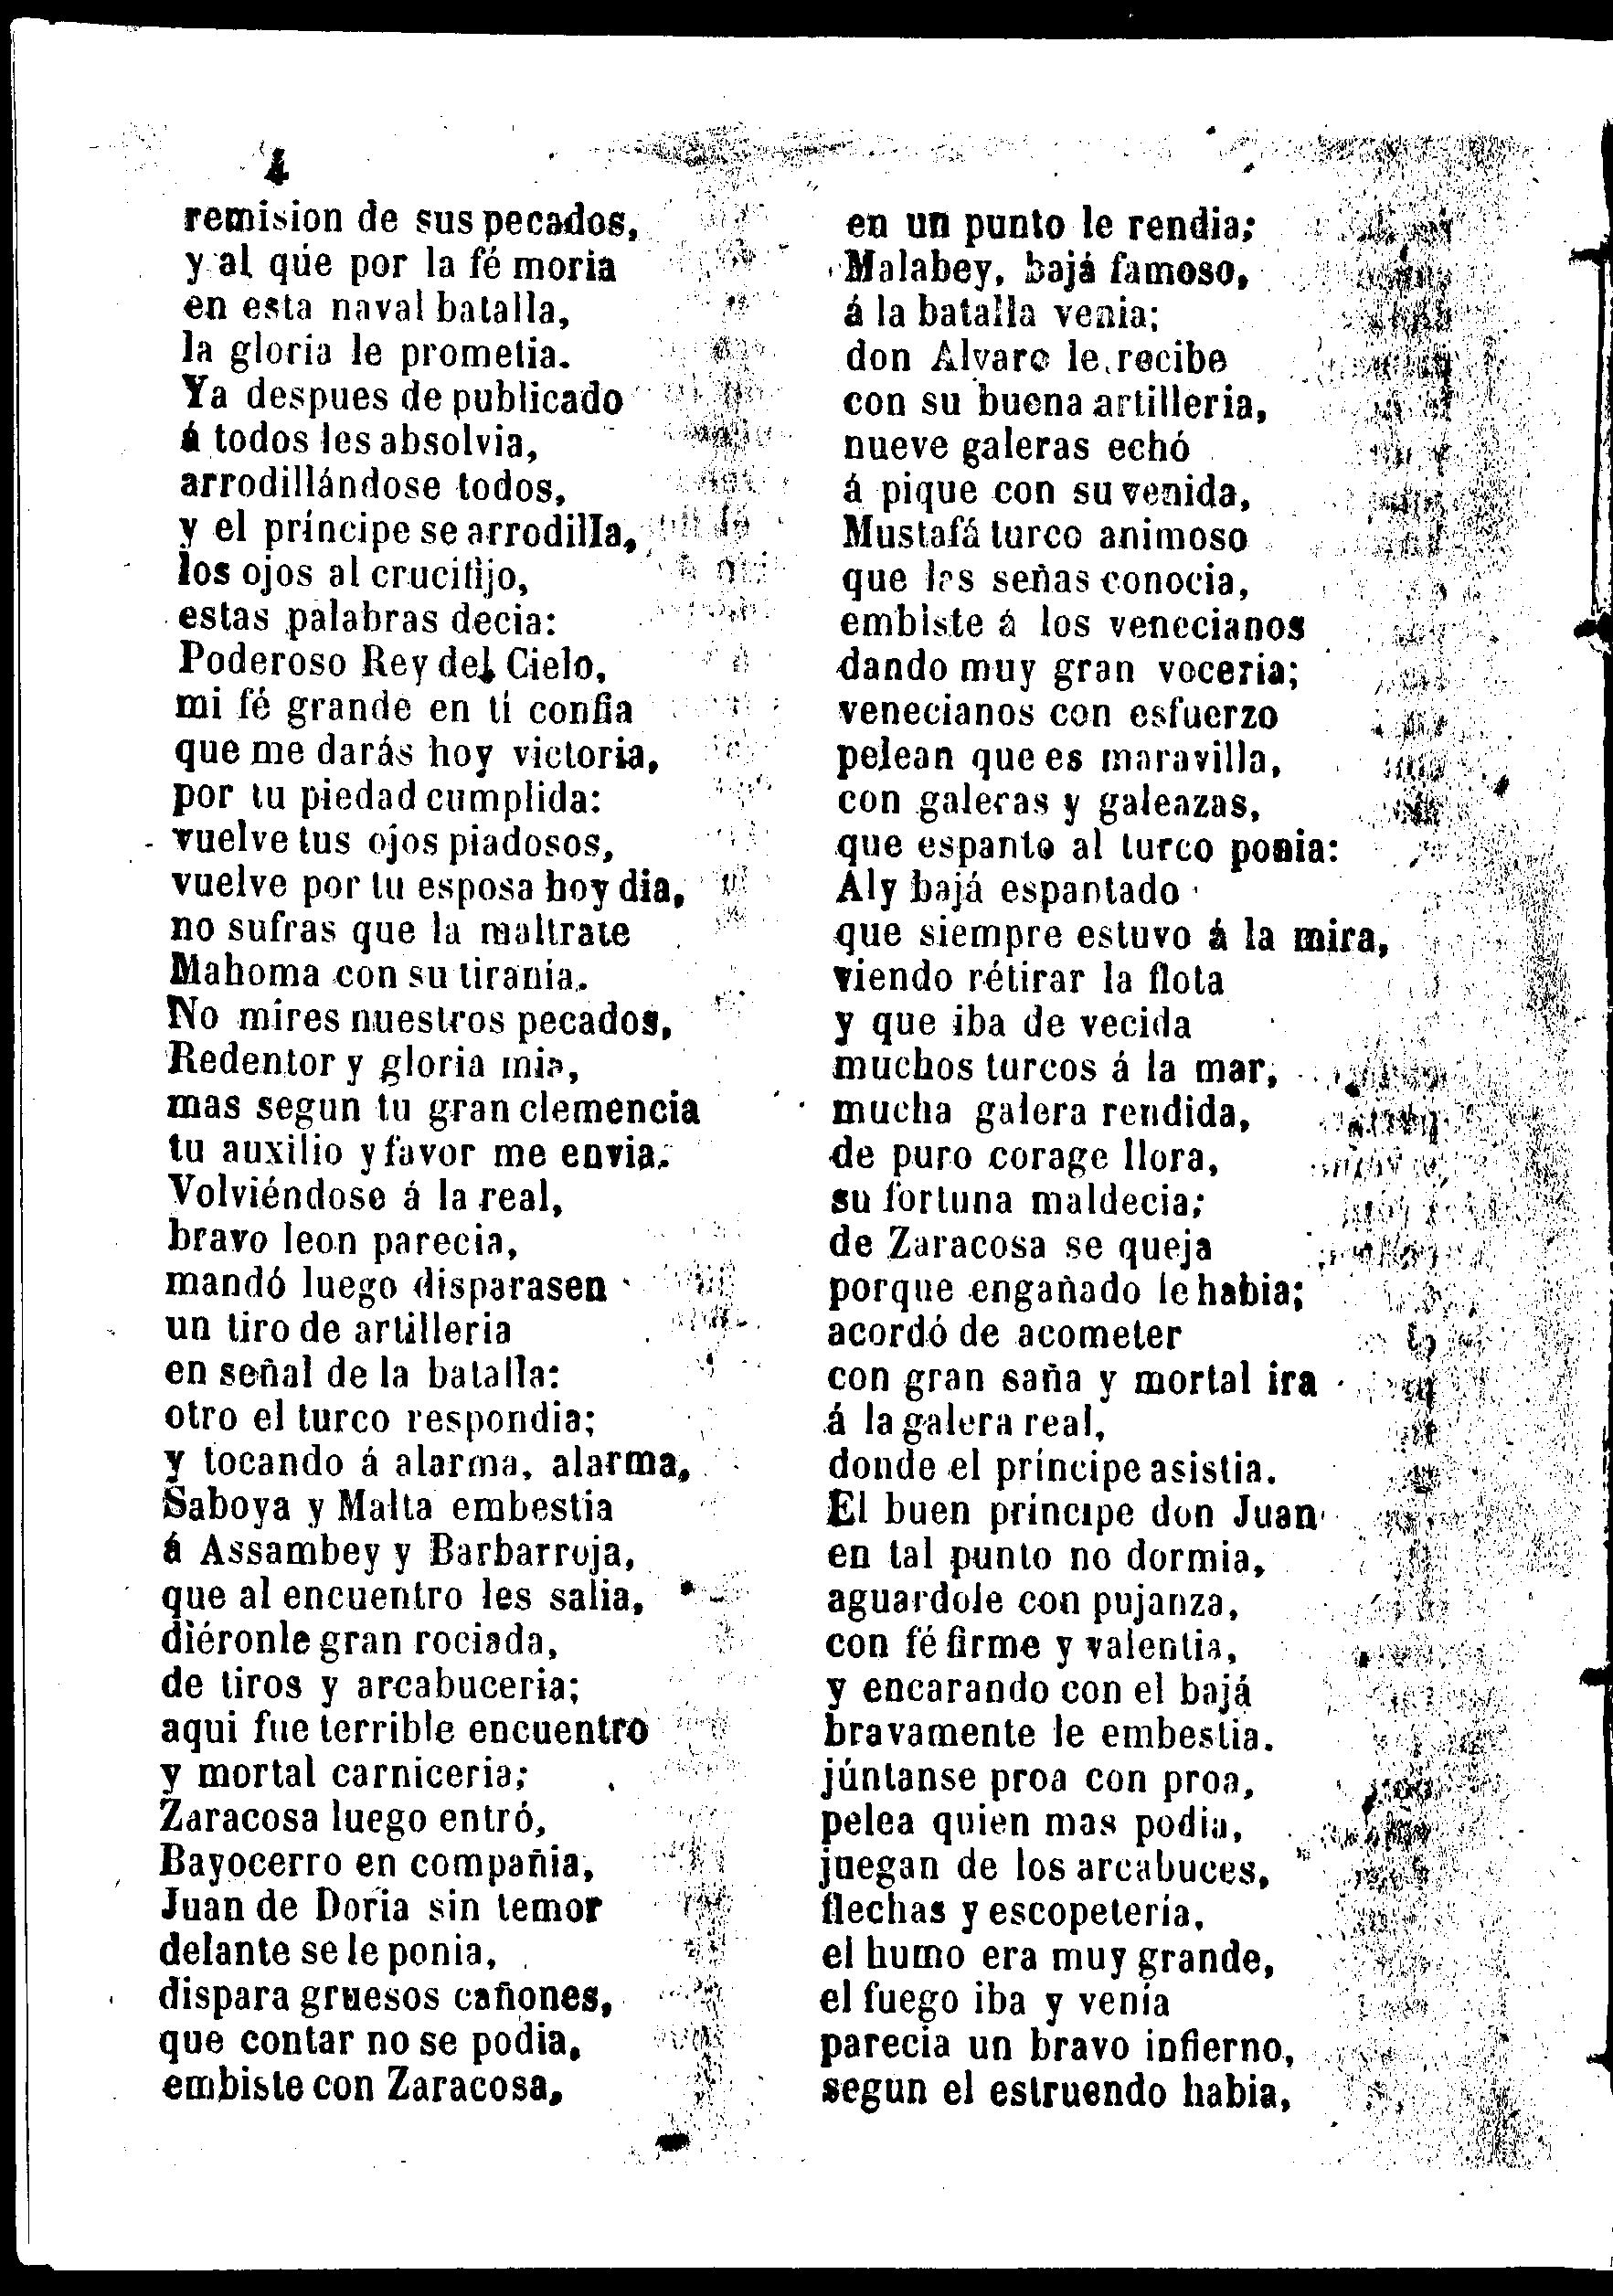 4
remision de sus pecados,
y al que por la fé moria
en esta naval batalla,
la gloria le prometia.
Ya despues de publicado
á todos les absolvia,
arrodillándose todos,
y el príncipe se arrodilla,
los ojos al crucifijo,
estas palabras decia:
Poderoso Rey del Cielo,
mi fé grande en tí confia
que me darás hoy victoria,
por tu piedad cumplida:
vuelve tus ojos piadosos,
vuelve por tu esposa hoy dia,
no sufras que la maltrate
Mahoma con su tiranía.
No mires nuestros pecados,
Redentor y gloria mia,
mas segun tu gran clemencia
tu auxilio y favor me envia.
Volviéndose á la real,
bravo leon parecia,
mandó luego disparasen
un tiro de artilleria
en señal de la batalla:
otro el turco respondia;
y tocando á alarma, alarma,
Saboya y Malta embestia
á Assambey y Barbarroja,
que al encuentro les salia,
diéronle gran rociada,
de tiros y arcabuceria;
aqui fue terrible encuentro
y mortal carniceria;
Zaracosa luego entró,
Bayocerro en compañia,
Juan de Doria sin temor
delante se le ponia,
dispara gruesos cañones,
que contar no se podia,
embiste con Zaracosa,
en un punto le rendia;
Malabey, bajá famoso,
á la batalla venia;
don Alvaro le recibe
con su buena artilleria,
nueve galeras echó
á pique con su venida,
Mustafá turco animoso
que las señas conocia,
embiste á los venecianos
dando muy gran voceria;
venecianos con esfuerzo
pelean que es maravilla,
con galeras y galeazas,
que espanto al turco ponia:
Aly bajá espantado
que siempre estuvo á la mira,
viendo rétirar la flota
y que iba de vecida
muchos turcos á la mar,
mucha galera rendida,
de puro corage llora,
su fortuna maldecia;
de Zaracosa se queja
porque engañado le habia;
acordó de acometer
con gran saña y mortal ira
á la galera real,
donde el príncipe asistia.
El buen príncipe don Juan
en tal punto no dormia,
aguardole con pujanza,
con fé firme y valentia,
y encarando con el bajá
bravamente le embestia.
júntanse proa con proa,
pelea quien mas podia,
juegan de los arcabuces,
flechas y escopetería,
el humo era muy grande,
el fuego iba y venía
parecia un bravo infierno,
segun el estruendo habia,